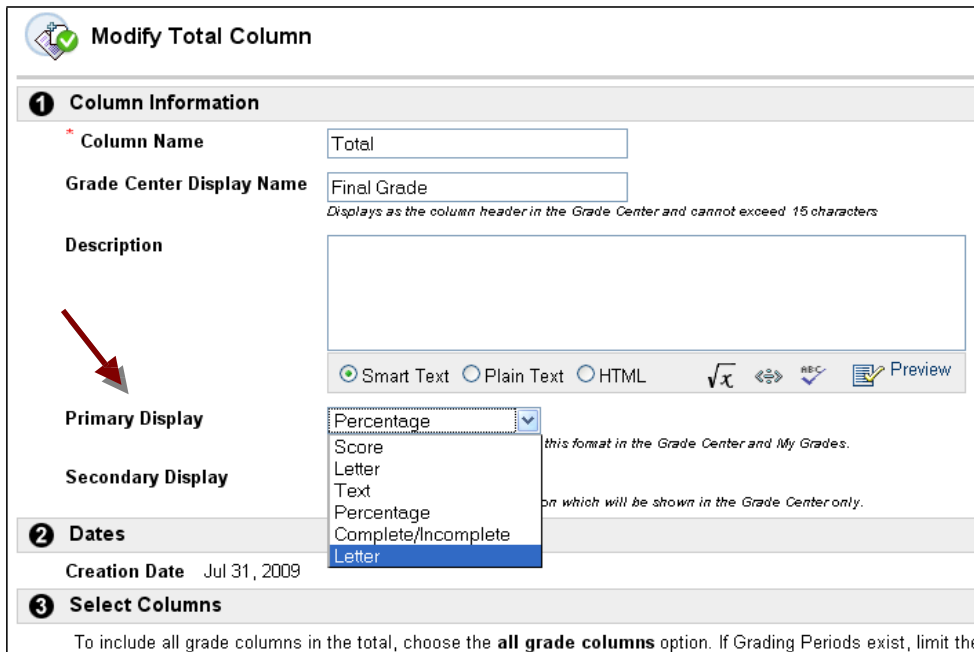 Modify Total Column
1 Column Information
* Column Name Total
Grade Center Display Name Final Grade
Displays as the column header in the Grade Center and cannot exceed 15 characters
Description
Smart Text Plain Text HTML √x ABC Preview
Primary Display Percentage
this format in the Grade Center and My Grades.
Score
Letter
Secondary Display
Text
on which will be shown in the Grade Center only.
Percentage
Complete/Incomplete
Letter
2 Dates
Creation Date Jul 31, 2009
3 Select Columns
To include all grade columns in the total, choose the all grade columns option. If Grading Periods exist, limit the